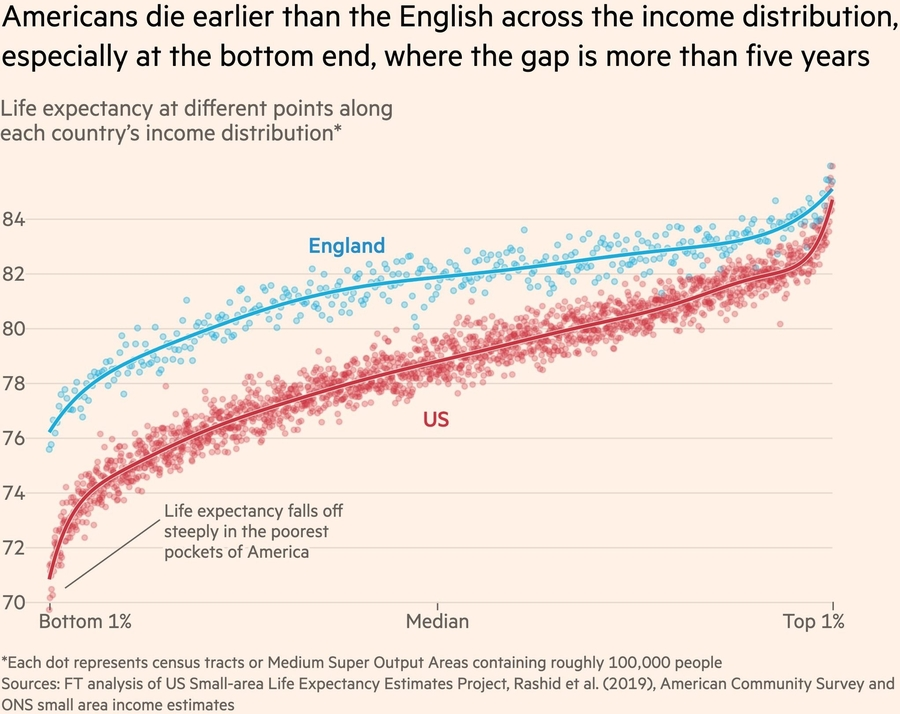 Americans die earlier than the English across the income distribution,
especially at the bottom end, where the gap is more than five years
Life expectancy at different points along
each country's income distribution*
84
82
80
78
76
74
72
70
England
US
Life expectancy falls off
steeply in the poorest
pockets of America
Bottom 1%
Median
Top 1%
*Each dot represents census tracts or Medium Super Output Areas containing roughly 100,000 people
Sources: FT analysis of US Small-area Life Expectancy Estimates Project, Rashid et al. (2019), American Community Survey and
ONS small area income estimates